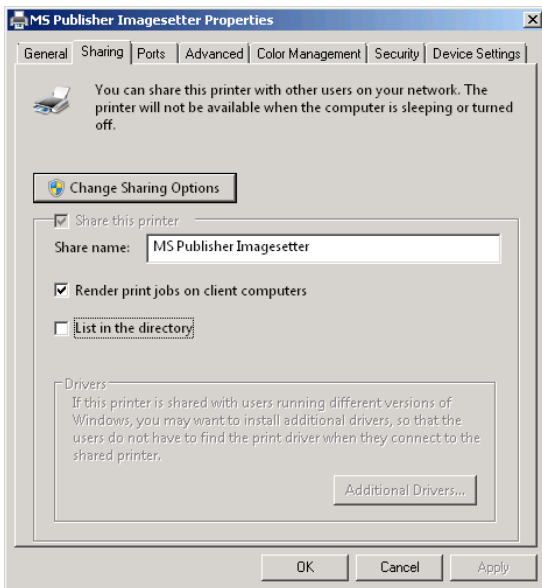 MS Publisher Imagesetter Properties
General Sharing Ports Advanced Color Management Security Device Settings
You can share this printer with other users on your network. The
printer will not be available when the computer is sleeping or turned
off.
Change Sharing Options
Share this printer
Share name: MS Publisher Imagesetter
Render print jobs on client computers
List in the directory
Drivers
If this printer is shared with users running different versions of
Windows, you may want to install additional drivers, so that the
users do not have to find the print driver when they connect to the
shared printer.
Additional Drivers...
OK Cancel Apply